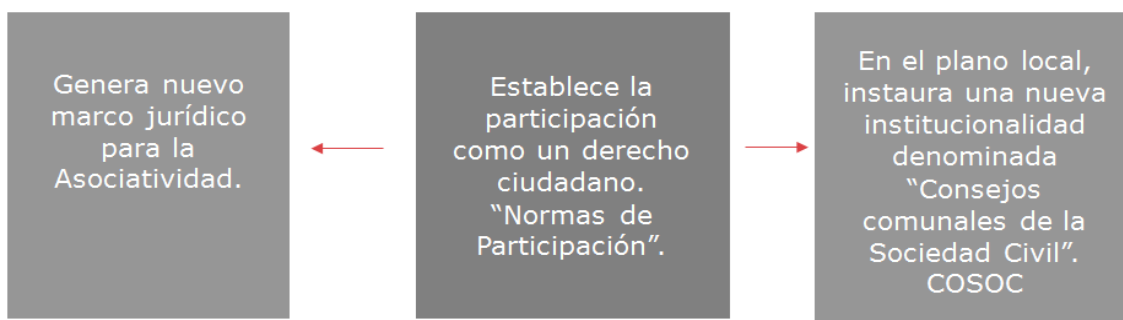 Genera nuevo
marco jurídico
para la
Asociatividad.
Establece la
participación
como un derecho
ciudadano.
“Normas de
Participación”.
En el plano local,
instaura una nueva
institucionalidad
denominada
“Consejos
comunales de la
Sociedad Civil”.
COSOC